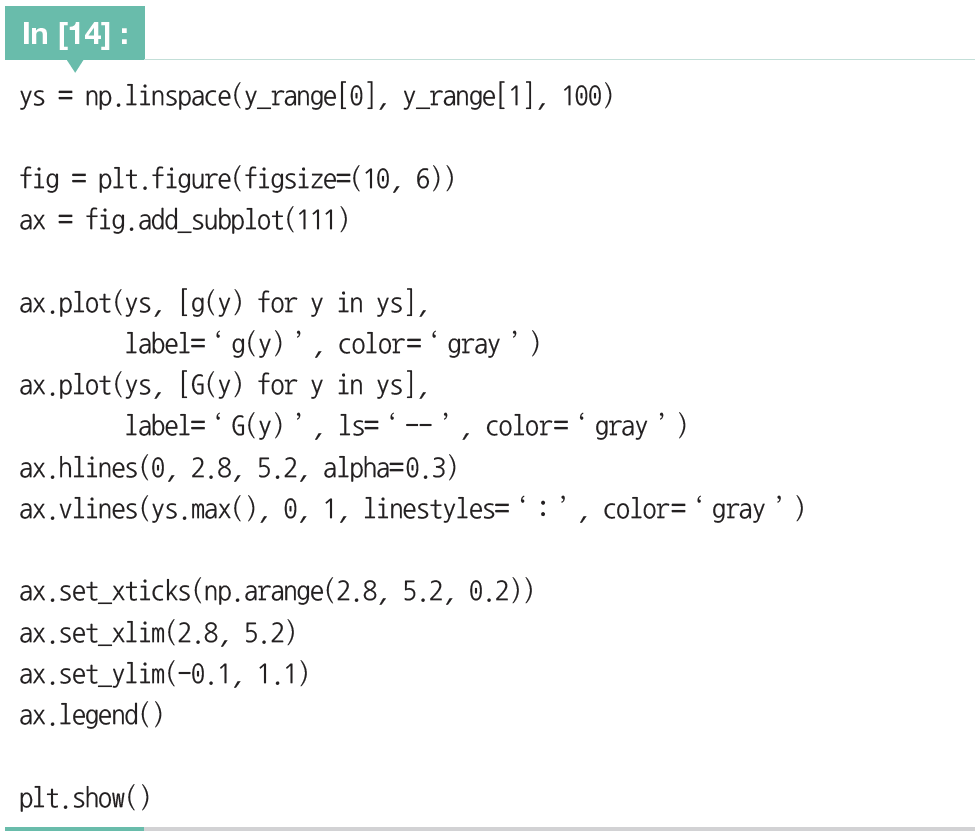 In [14] :
ys = np.linspace(y_range[0], y_range[1], 100)
fig = plt.figure(figsize=(10, 6))
ax = fig.add_subplot(111)
ax.plot(ys, [g(y) for y in ys],
        label=‘g(y)’, color=‘gray’)
ax.plot(ys, [G(y) for y in ys],
        label=‘G(y)’, ls=‘--’, color=‘gray’)
ax.hlines(0, 2.8, 5.2, alpha=0.3)
ax.vlines(ys.max(), 0, 1, linestyles=‘:’, color=‘gray’)
ax.set_xticks(np.arange(2.8, 5.2, 0.2))
ax.set_xlim(2.8, 5.2)
ax.set_ylim(-0.1, 1.1)
ax.legend()
plt.show()